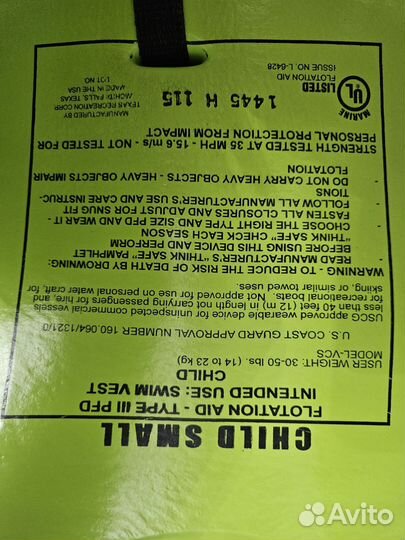 CHILD SMALL
FLOTATION AID - TYPE III PFD
INTENDED USE: SWIM VEST
CHILD
USER WEIGHT: 30-50 lbs. (14 to 23 kg)
MODEL-VCS
U.S. COAST GUARD APPROVAL NUMBER 160.064/1321/0
USCG approved wearable device for uninspected commercial vessels
less than 40 feet (12 m) in length not carrying passengers for hire, and
for recreational boats. Not approved for use on personal water craft, for
skiing, or similar towed uses.
WARNING - TO REDUCE THE RISK OF DEATH BY DROWNING:
- READ MANUFACTURER'S "THINK SAFE" PAMPHLET
BEFORE USING THIS DEVICE AND PERFORM
"THINK SAFE" CHECK EACH SEASON
- CHOOSE THE RIGHT TYPE AND SIZE PFD - WEAR IT -
FASTEN ALL CLOSURES AND ADJUST FOR SNUG FIT
- FOLLOW ALL MANUFACTURER'S USE AND CARE INSTRUC-
TIONS
- DO NOT CARRY HEAVY OBJECTS - HEAVY OBJECTS IMPAIR
FLOTATION
STRENGTH TESTED AT 35 MPH - 15.6 m/s - NOT TESTED FOR
PERSONAL PROTECTION FROM IMPACT
MANUFACTURED BY
TEXAS RECREATION CORP
WICHITA FALLS, TEXAS
MADE IN THE USA
1445 H 115
MARINE
UL
LISTED
FLOTATION AID
ISSUE NO. L-6428
Avito